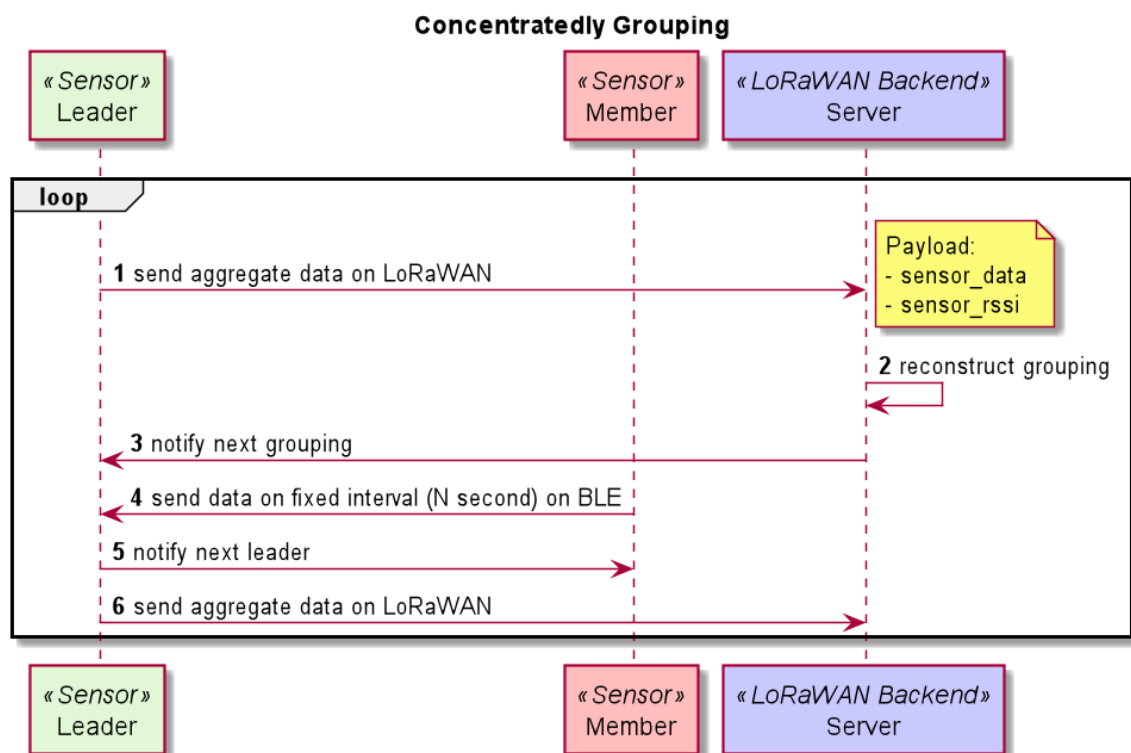 Concentratedly Grouping
«Sensor»
Leader
«Sensor»
Member
«LoRaWAN Backend»
Server
loop
Payload:
- sensor_data
- sensor_rssi
1 send aggregate data on LoRaWAN
2 reconstruct grouping
3 notify next grouping
4 send data on fixed interval (N second) on BLE
5 notify next leader
6 send aggregate data on LoRaWAN
«Sensor»
Leader
«Sensor»
Member
«LoRaWAN Backend»
Server